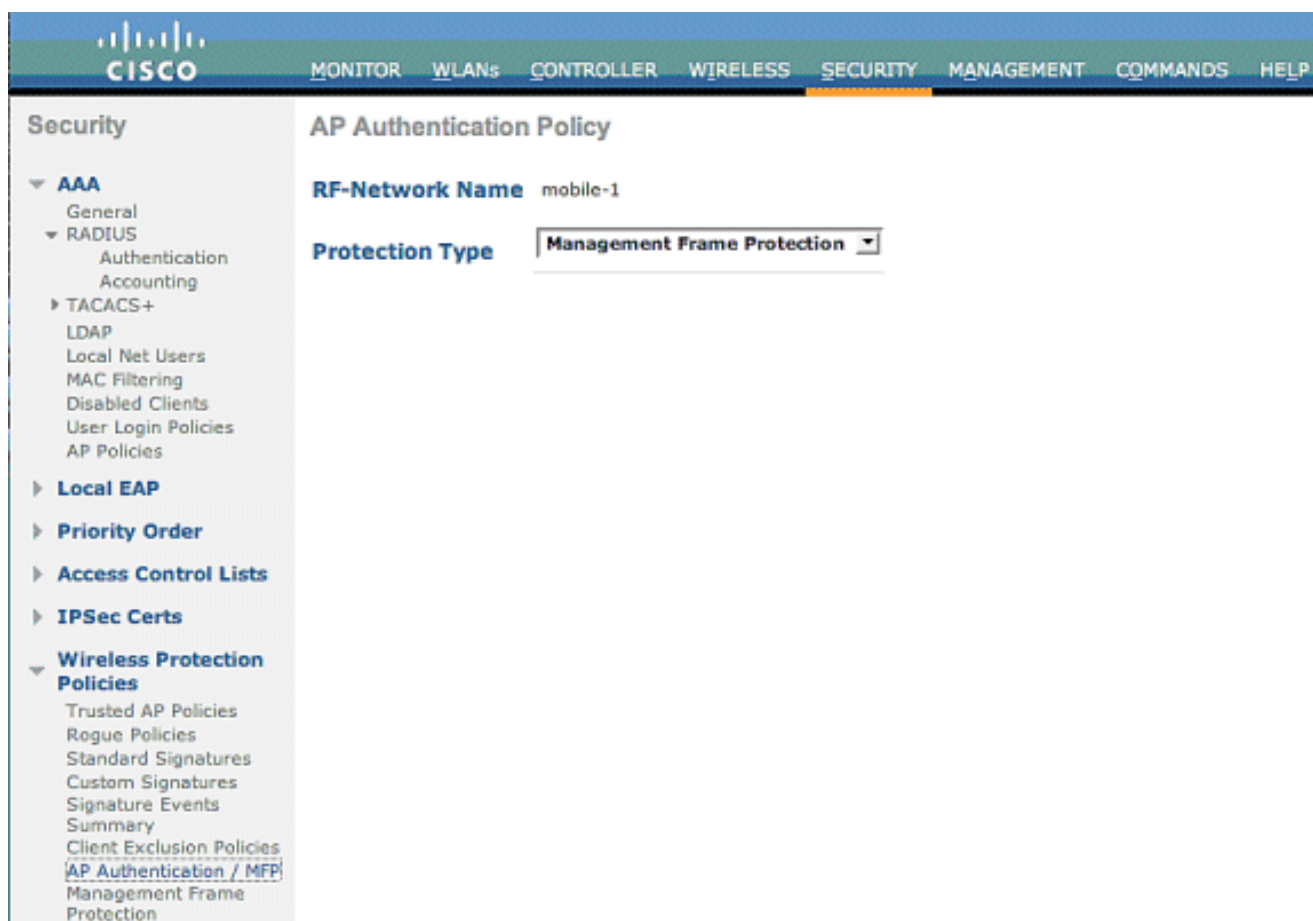 CISCO
MONITOR WLANs CONTROLLER WIRELESS SECURITY MANAGEMENT COMMANDS HELP
Security
AAA
General
RADIUS
Authentication
Accounting
TACACS+
LDAP
Local Net Users
MAC Filtering
Disabled Clients
User Login Policies
AP Policies
Local EAP
Priority Order
Access Control Lists
IPSec Certs
Wireless Protection
Policies
Trusted AP Policies
Rogue Policies
Standard Signatures
Custom Signatures
Signature Events
Summary
Client Exclusion Policies
AP Authentication / MFP
Management Frame
Protection
AP Authentication Policy
RF-Network Name mobile-1
Protection Type Management Frame Protection